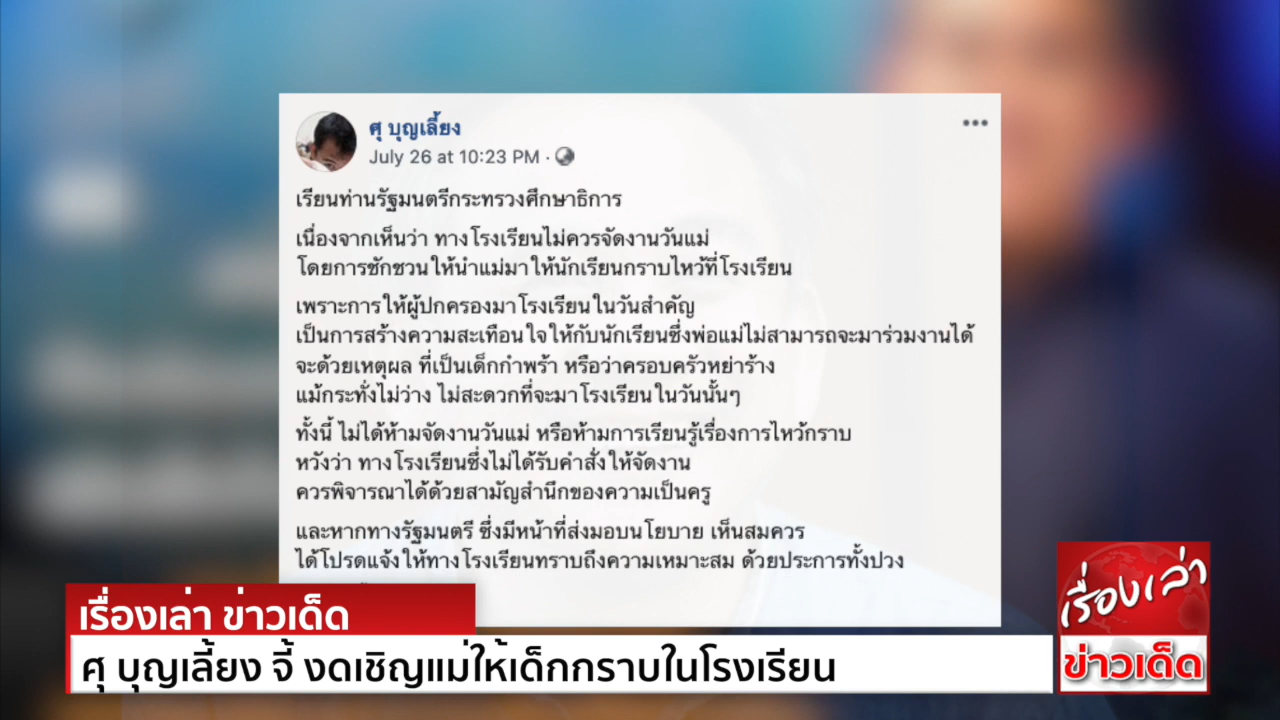 ศุ บุญเลี้ยง
July 26 at 10:23 PM ·
เรียนท่านรัฐมนตรีกระทรวงศึกษาธิการ
เนื่องจากเห็นว่า ทางโรงเรียนไม่ควรจัดงานวันแม่
โดยการชักชวนให้นำแม่มาให้นักเรียนกราบไหว้ที่โรงเรียน
เพราะการให้ผู้ปกครองมาโรงเรียนในวันสำคัญ
เป็นการสร้างความสะเทือนใจให้กับนักเรียนซึ่งพ่อแม่ไม่สามารถจะมาร่วมงานได้
จะด้วยเหตุผล ที่เป็นเด็กกำพร้า หรือว่าครอบครัวหย่าร้าง
แม้กระทั่งไม่ว่าง ไม่สะดวกที่จะมาโรงเรียนในวันนั้นๆ
ทั้งนี้ ไม่ได้ห้ามจัดงานวันแม่ หรือห้ามการเรียนรู้เรื่องการไหว้กราบ
หวังว่า ทางโรงเรียนซึ่งไม่ได้รับคำสั่งให้จัดงาน
ควรพิจารณาได้ด้วยสามัญสำนึกของความเป็นครู
และหากทางรัฐมนตรี ซึ่งมีหน้าที่ส่งมอบนโยบาย เห็นสมควร
ได้โปรดแจ้งให้ทางโรงเรียนทราบถึงความเหมาะสม ด้วยประการทั้งปวง
เรื่องเล่า ข่าวเด็ด
ศุ บุญเลี้ยง จี้ งดเชิญแม่ให้เด็กกราบในโรงเรียน
เรื่องเล่า
ข่าวเด็ด